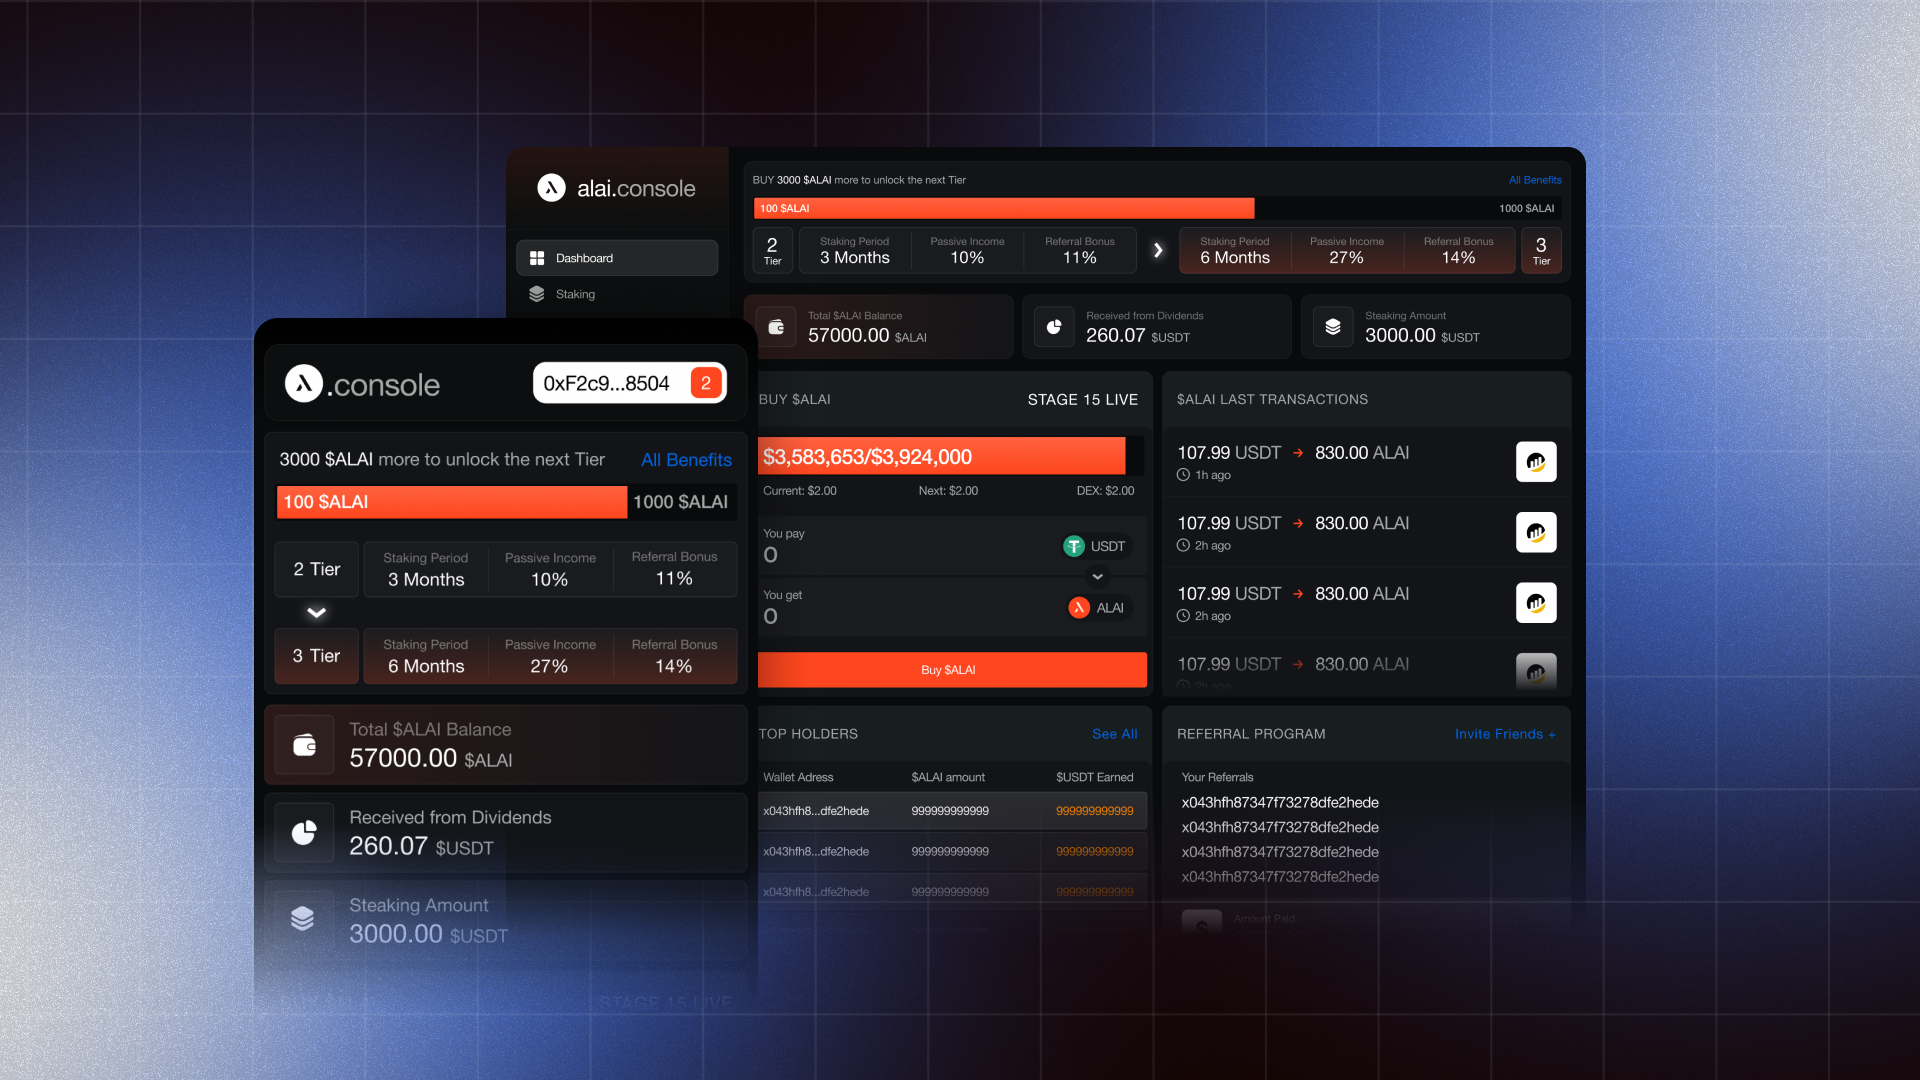 alai.console
Dashboard
Staking
BUY 3000 $ALAI more to unlock the next Tier
All Benefits
100 $ALAI
1000 $ALAI
2
Tier
Staking Period
3 Months
Passive Income
10%
Referral Bonus
11%
Staking Period
6 Months
Passive Income
27%
Referral Bonus
14%
3
Tier
Total $ALAI Balance
57000.00 $ALAI
Received from Dividends
260.07 $USDT
Steaking Amount
3000.00 $USDT
BUY $ALAI
STAGE 15 LIVE
$3,583,653/$3,924,000
Current: $2.00
Next: $2.00
DEX: $2.00
You pay
0
USDT
You get
0
ALAI
Buy $ALAI
$ALAI LAST TRANSACTIONS
107.99 USDT
830.00 ALAI
1h ago
107.99 USDT
830.00 ALAI
2h ago
107.99 USDT
830.00 ALAI
2h ago
107.99 USDT
830.00 ALAI
2h ago
TOP HOLDERS
See All
Wallet Adress
$ALAI amount
$USDT Earned
x043hfh8...dfe2hede
999999999999
999999999999
x043hfh8...dfe2hede
999999999999
999999999999
x043hfh8...dfe2hede
999999999999
999999999999
REFERRAL PROGRAM
Invite Friends +
Your Referrals
x043hfh87347f73278dfe2hede
x043hfh87347f73278dfe2hede
x043hfh87347f73278dfe2hede
x043hfh87347f73278dfe2hede
Amount Paid
.console
0xF2c9...8504
2
3000 $ALAI more to unlock the next Tier
All Benefits
100 $ALAI
1000 $ALAI
2 Tier
Staking Period
3 Months
Passive Income
10%
Referral Bonus
11%
3 Tier
Staking Period
6 Months
Passive Income
27%
Referral Bonus
14%
Total $ALAI Balance
57000.00 $ALAI
Received from Dividends
260.07 $USDT
Steaking Amount
3000.00 $USDT
BUY $ALAI
STAGE 15 LIVE